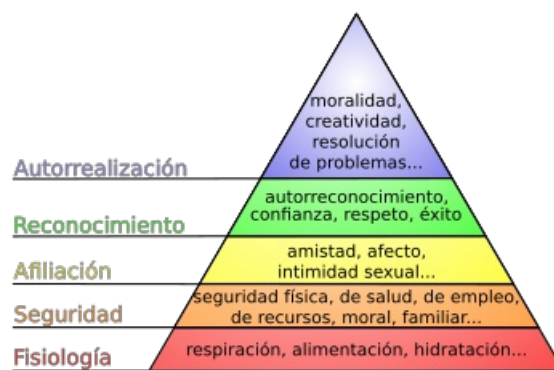 moralidad,
creatividad,
resolución
de problemas...
Autorrealización
autorreconocimiento,
confianza, respeto, éxito
Reconocimiento
amistad, afecto,
intimidad sexual...
Afiliación
seguridad física, de salud, de empleo,
de recursos, moral, familiar...
Seguridad
respiración, alimentación, hidratación...
Fisiología